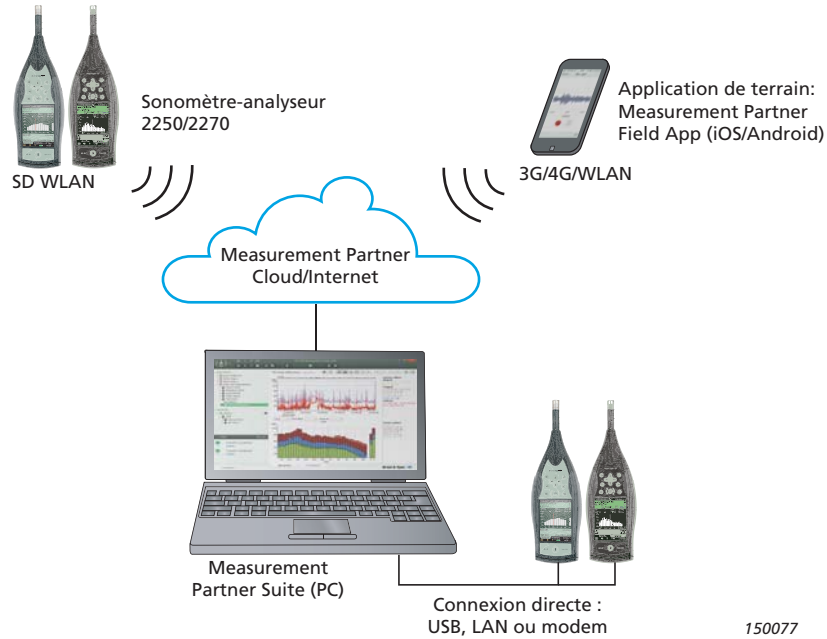 Sonomètre-analyseur
2250/2270
SD WLAN
Application de terrain:
Measurement Partner
Field App (iOS/Android)
3G/4G/WLAN
Measurement Partner
Cloud/Internet
Measurement
Partner Suite (PC)
Connexion directe :
USB, LAN ou modem
150077